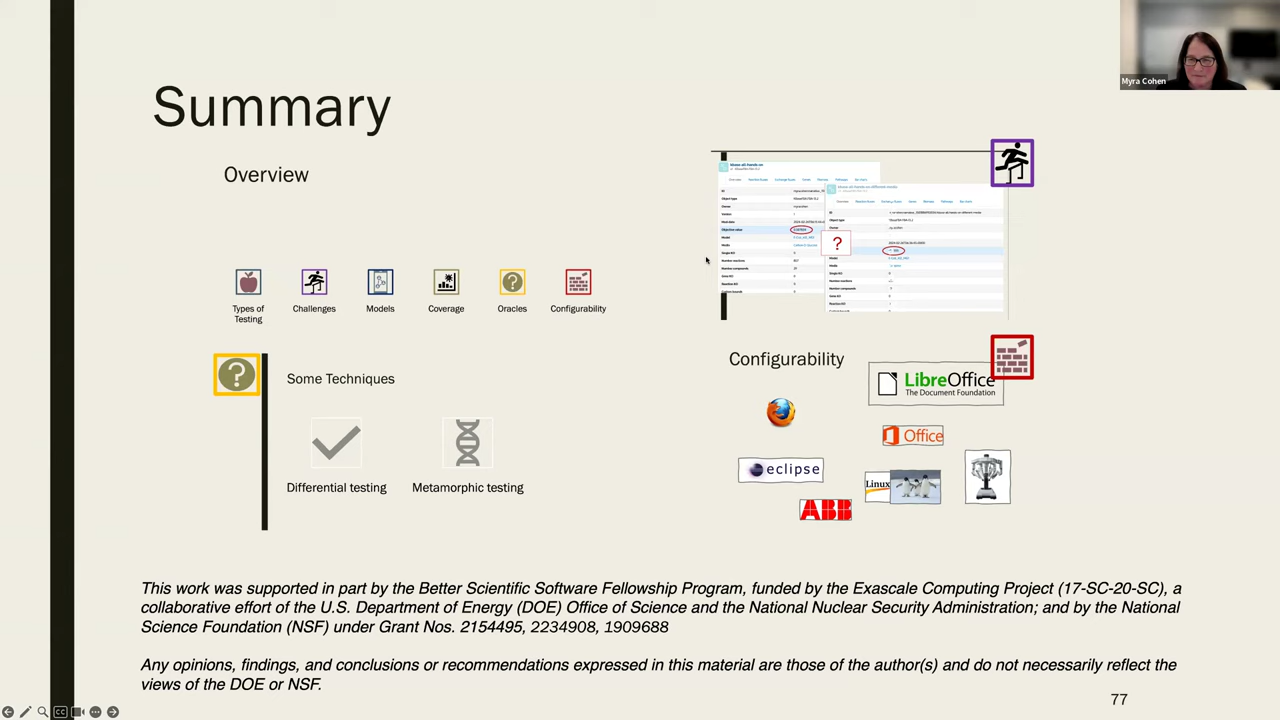 Myra Cohen
Summary
Overview
Types of
Testing
Challenges
Models
Coverage
Oracles
Configurability
?
Some Techniques
Differential testing
Metamorphic testing
?
Configurability
LibreOffice
The Document Foundation
Office
eclipse
Linux
ABB
This work was supported in part by the Better Scientific Software Fellowship Program, funded by the Exascale Computing Project (17-SC-20-SC), a
collaborative effort of the U.S. Department of Energy (DOE) Office of Science and the National Nuclear Security Administration; and by the National
Science Foundation (NSF) under Grant Nos. 2154495, 2234908, 1909688
Any opinions, findings, and conclusions or recommendations expressed in this material are those of the author(s) and do not necessarily reflect the
views of the DOE or NSF.
77
CC